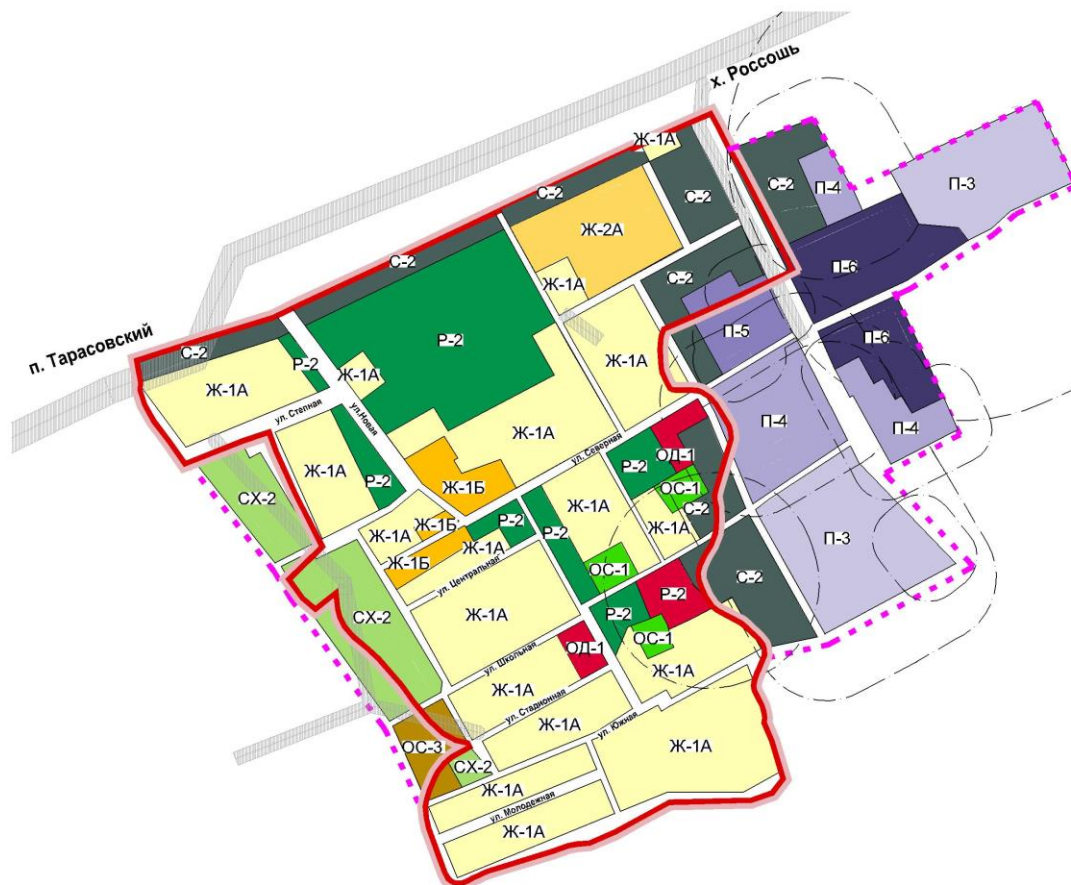 х. Россошь
Ж-1А
С-2
С-2
С-2
П-4
П-3
Ж-2А
С-2
Ж-1А
С-2
П-6
п. Тарасовский
С-2
Ж-1А
Р-2
Р-2
Ж-1А
Ж-1А
П-5
П-6
ул. Степная
ул.Новая
Ж-1А
П-4
П-4
ул. Северная
ОД-1
Ж-1А
Р-2
Р-2
СХ-2
Ж-1Б
ОС-1
С-2
Ж-1А
Ж-1Б
Р-2
Р-2
Ж-1А
П-3
Ж-1Б
Ж-1А
ул. Центральная
ОС-1
С-2
Р-2
СХ-2
Ж-1А
Р-2
ОС-1
ул. Школьная
ОД-1
Ж-1А
Ж-1А
ул. Стадионная
ОС-3
Ж-1А
ул. Южная
Ж-1А
СХ-2
Ж-1А
ул. Молодежная
Ж-1А